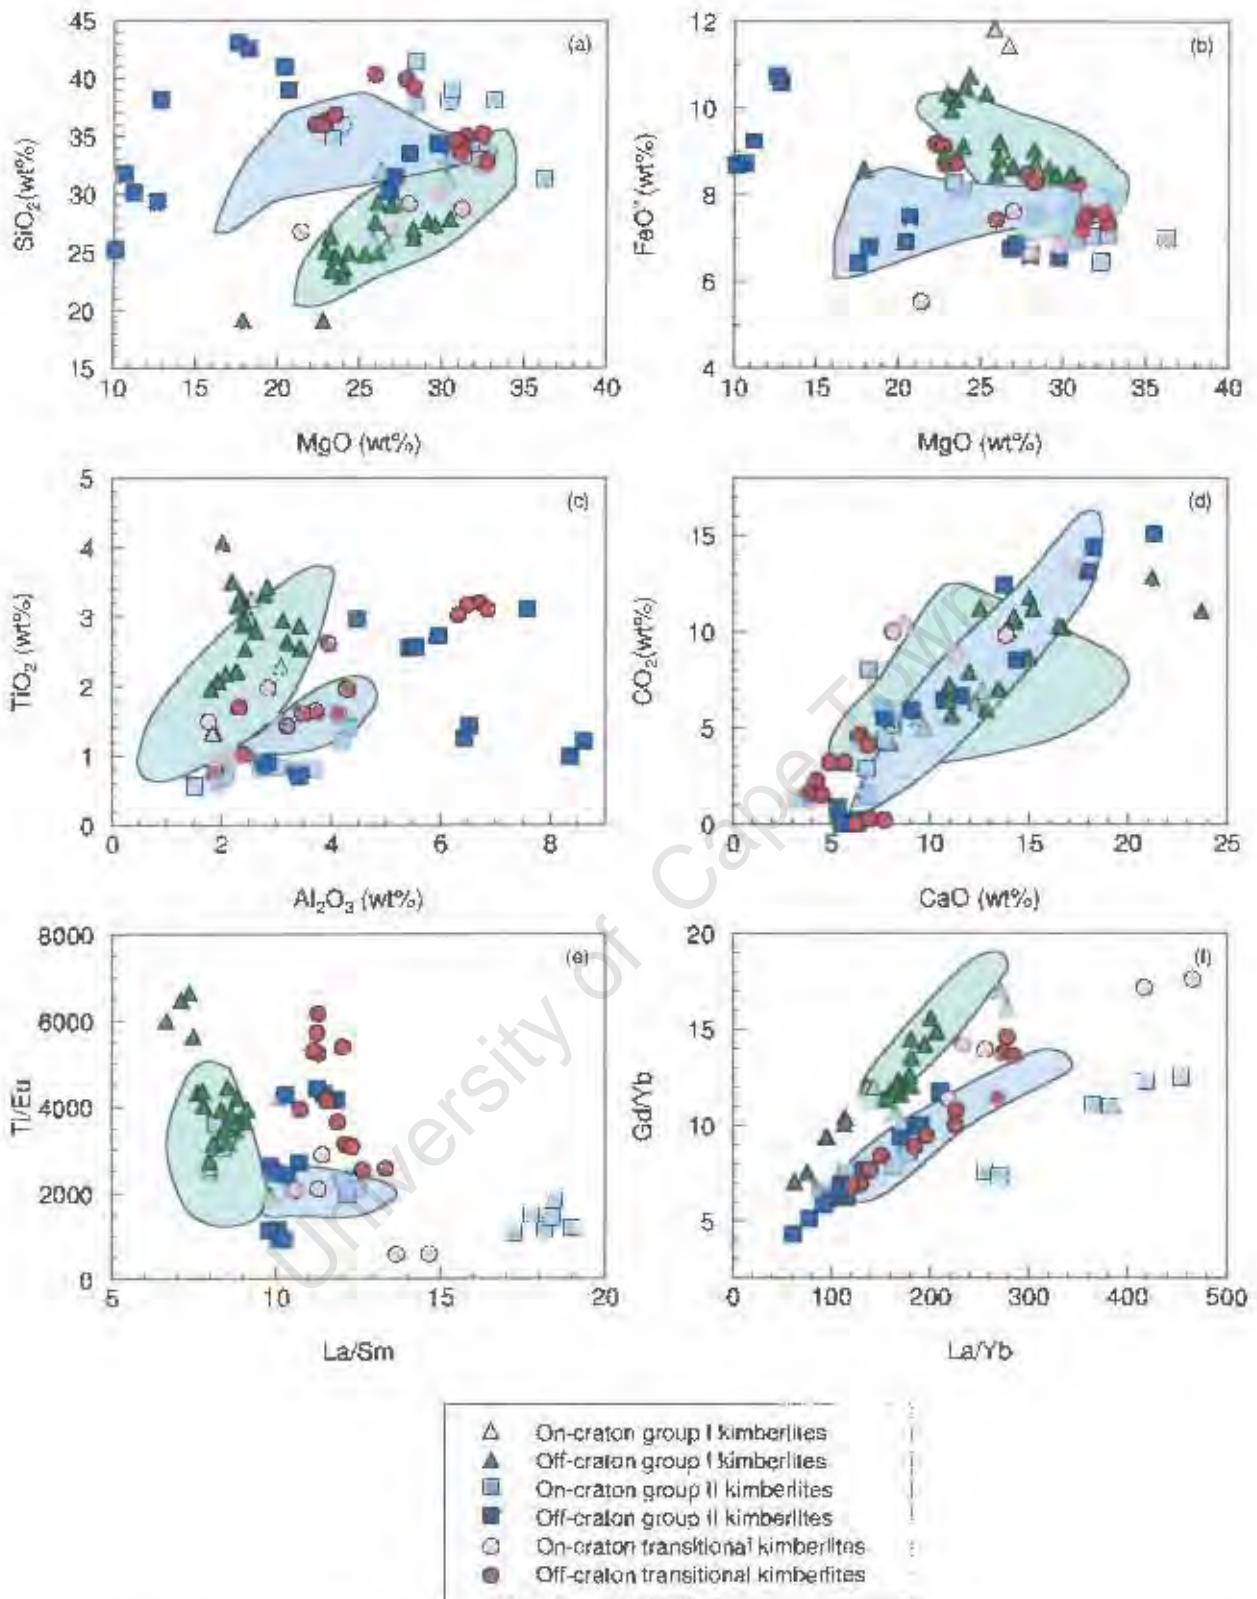 45
40
35
30
25
20
15
SiO2(wt%)
(a)
10 15 20 25 30 35 40
MgO (wt%)
12
10
8
6
4
FeO* (wt%)
(b)
10 15 20 25 30 35 40
MgO (wt%)
5
4
3
2
1
0
TiO2 (wt%)
(c)
0 2 4 6 8
Al2O3 (wt%)
15
10
5
0
CO2(wt%)
(d)
0 5 10 15 20 25
CaO (wt%)
8000
6000
4000
2000
0
Ti/Eu
(e)
5 10 15 20
La/Sm
20
15
10
5
Gd/Yb
(f)
0 100 200 300 400 500
La/Yb
University of Cape Town
On-craton group I kimberlites
Off-craton group I kimberlites
On-craton group II kimberlites
Off-craton group II kimberlites
On-craton transitional kimberlites
Off-craton transitional kimberlites